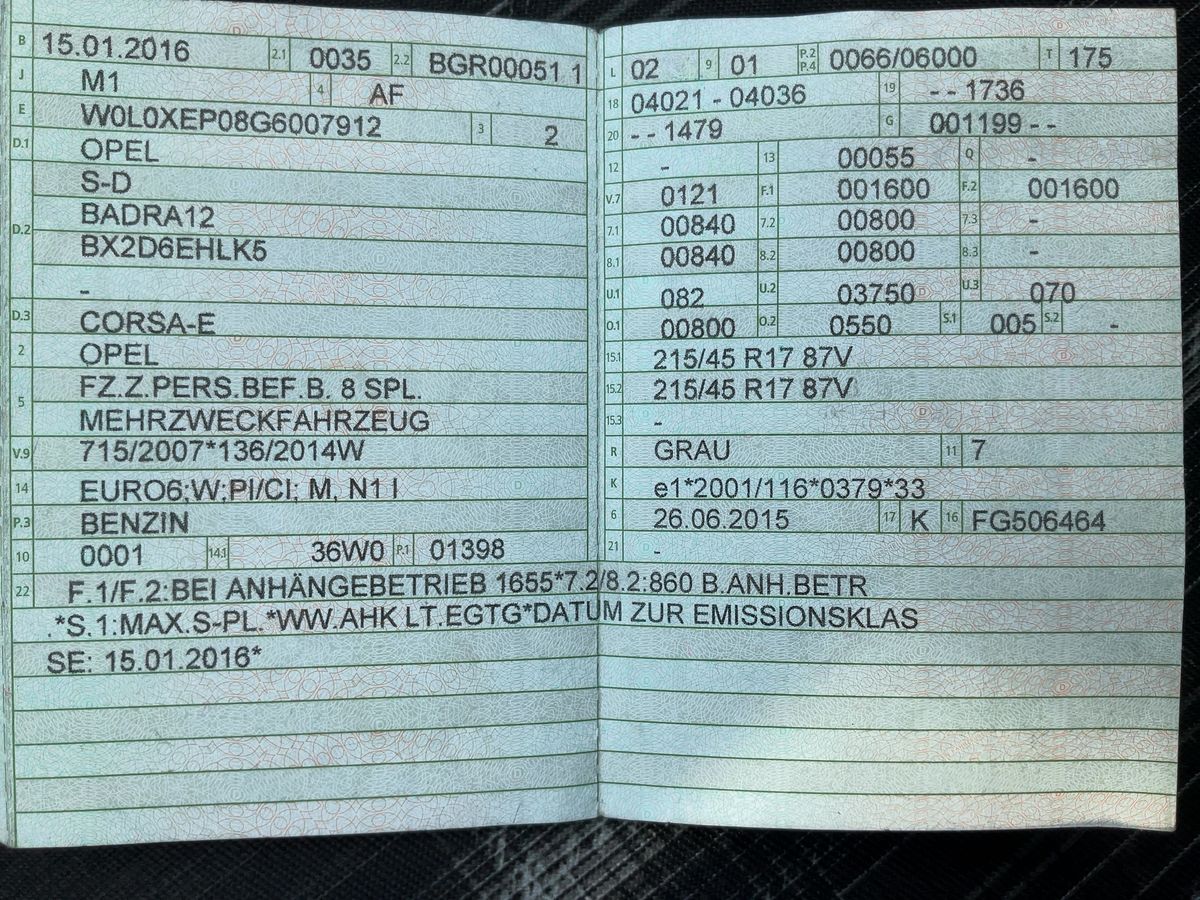 B 15.01.2016 2.1 0035 2.2 BGR00051 1
J M1 4 AF
E W0L0XEP08G6007912 3 2
D.1 OPEL
D.2 S-D
BADRA12
BX2D6EHLK5
-
D.3 CORSA-E
2 OPEL
5 FZ.Z.PERS.BEF.B. 8 SPL.
MEHRZWECKFAHRZEUG
V.9 715/2007*136/2014W
14 EURO6;W;PI/CI; M, N1 I
P.3 BENZIN
10 0001 14.1 36W0 P.1 01398
L 02 9 01 P.2 P.4 0066/06000 T 175
18 04021 - 04036 19 - - 1736
20 - - 1479 G 001199 - -
12 - 13 00055 Q -
V.7 0121 F.1 001600 F.2 001600
7.1 00840 7.2 00800 7.3 -
8.1 00840 8.2 00800 8.3 -
U.1 082 U.2 03750 U.3 070
O.1 00800 O.2 0550 S.1 005 S.2 -
15.1 215/45 R17 87V
15.2 215/45 R17 87V
15.3 -
R GRAU 11 7
K e1*2001/116*0379*33
6 26.06.2015 17 K 16 FG506464
21 -
22 F.1/F.2:BEI ANHÄNGEBETRIEB 1655*7.2/8.2:860 B.ANH.BETR
.*S.1:MAX.S-PL.*WW.AHK LT.EGTG*DATUM ZUR EMISSIONSKLAS
SE: 15.01.2016*